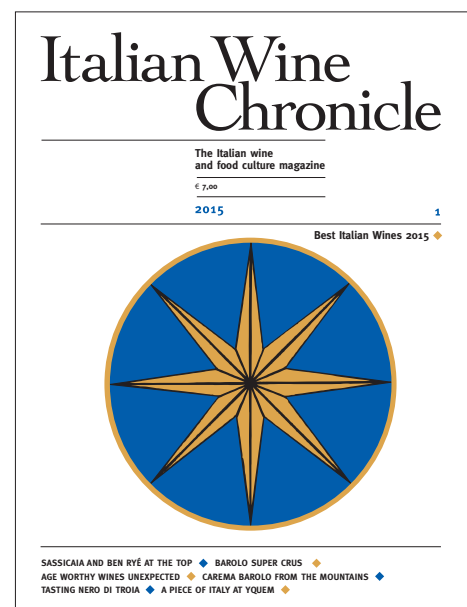 Italian Wine
Chronicle
The Italian wine
and food culture magazine
€ 7,00
2015 1
Best Italian Wines 2015
SASSICAIA AND BEN RYÉ AT THE TOP BAROLO SUPER CRUS
AGE WORTHY WINES UNEXPECTED CAREMA BAROLO FROM THE MOUNTAINS
TASTING NERO DI TROIA A PIECE OF ITALY AT YQUEM